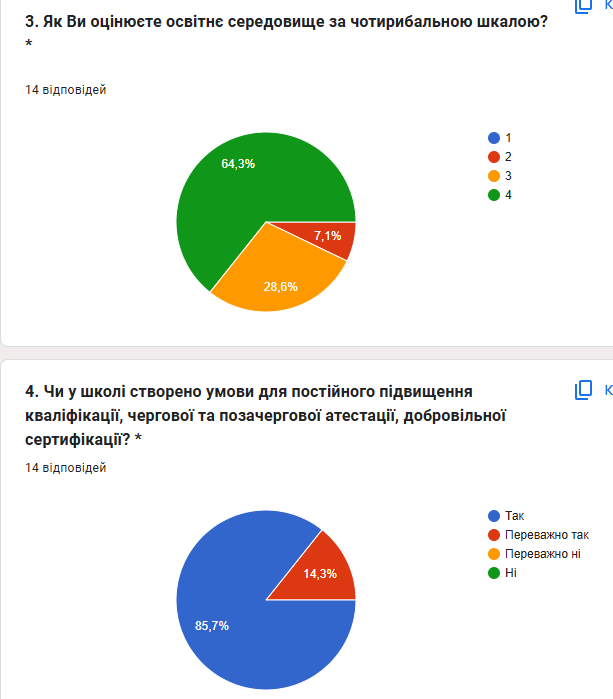 3. Як Ви оцінюєте освітнє середовище за чотирибальною шкалою?
*
14 відповідей
64,3%
7,1%
28,6%
1
2
3
4
4. Чи у школі створено умови для постійного підвищення
кваліфікації, чергової та позачергової атестації, добровільної
сертифікації? *
14 відповідей
14,3%
85,7%
Так
Переважно так
Переважно ні
Ні